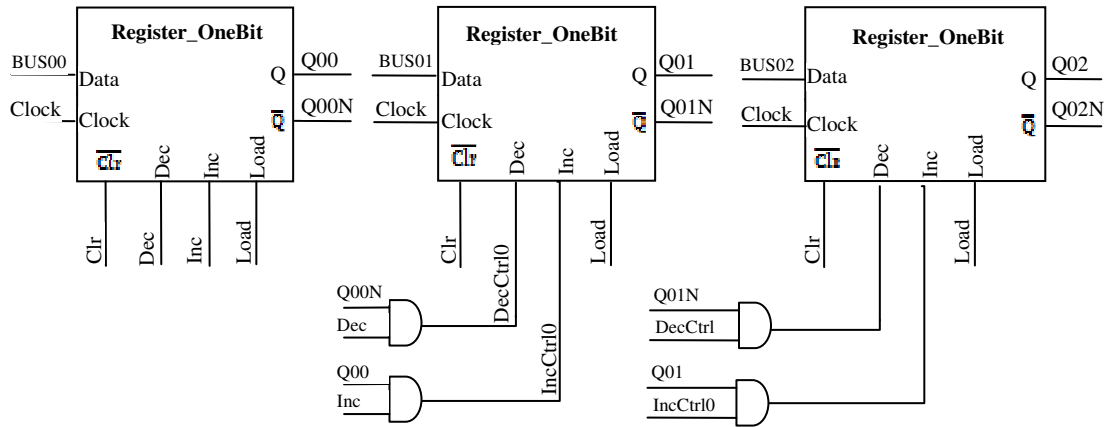 Register_OneBit
BUS00
Data
Q
Q00
Clock
Clock
Q
Q00N
Clr
Dec
Inc
Load
Clr
Dec
Inc
Load
Register_OneBit
BUS01
Data
Q
Q01
Clock
Clock
Q
Q01N
Clr
Dec
Inc
Load
Clr
DecCtrl0
IncCtrl0
Load
Q00N
Dec
Q00
Inc
Register_OneBit
BUS02
Data
Q
Q02
Clock
Clock
Q
Q02N
Clr
Dec
Inc
Load
Clr
Load
Q01N
DecCtrl
Q01
IncCtrl0